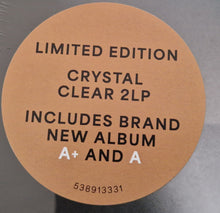 LIMITED EDITION
CRYSTAL
CLEAR 2LP
INCLUDES BRAND
NEW ALBUM
A+ AND A
538913331